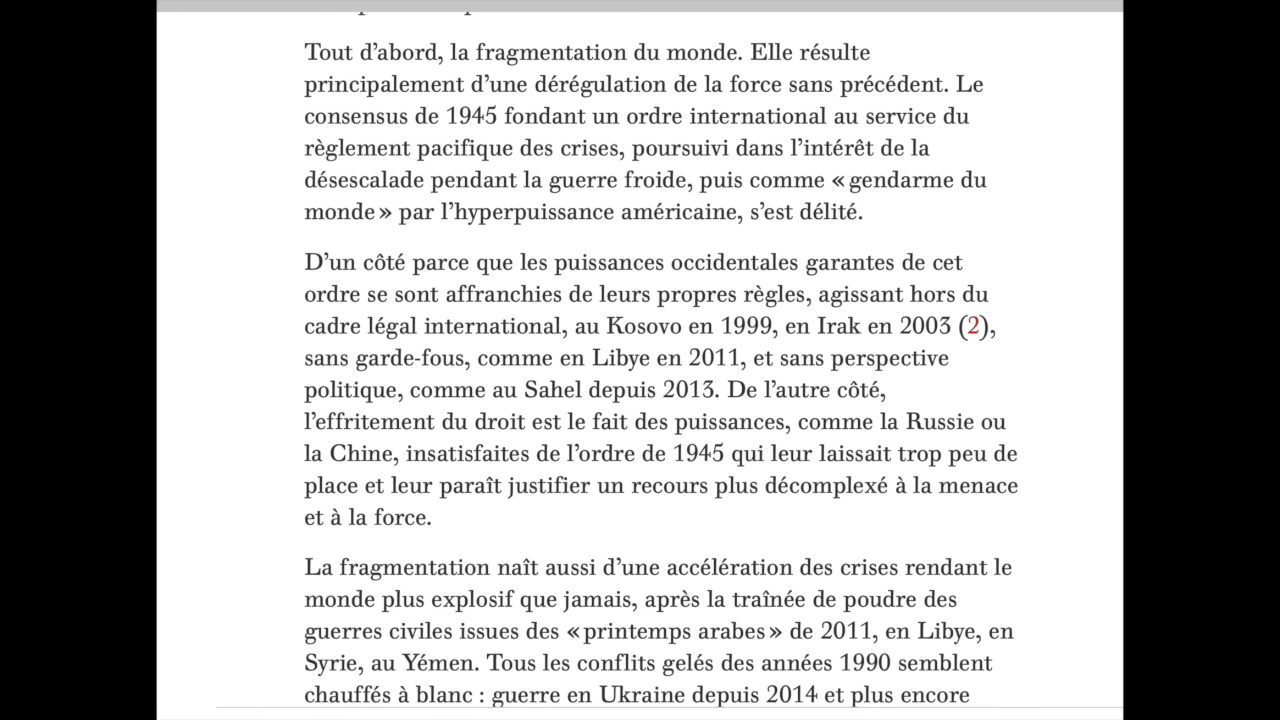 Tout d’abord, la fragmentation du monde. Elle résulte
principalement d’une dérégulation de la force sans précédent. Le
consensus de 1945 fondant un ordre international au service du
règlement pacifique des crises, poursuivi dans l’intérêt de la
désescalade pendant la guerre froide, puis comme « gendarme du
monde » par l’hyperpuissance américaine, s’est délité.
D’un côté parce que les puissances occidentales garantes de cet
ordre se sont affranchies de leurs propres règles, agissant hors du
cadre légal international, au Kosovo en 1999, en Irak en 2003 (2),
sans garde-fous, comme en Libye en 2011, et sans perspective
politique, comme au Sahel depuis 2013. De l’autre côté,
l’effritement du droit est le fait des puissances, comme la Russie ou
la Chine, insatisfaites de l’ordre de 1945 qui leur laissait trop peu de
place et leur paraît justifier un recours plus décomplexé à la menace
et à la force.
La fragmentation naît aussi d’une accélération des crises rendant le
monde plus explosif que jamais, après la traînée de poudre des
guerres civiles issues des « printemps arabes » de 2011, en Libye, en
Syrie, au Yémen. Tous les conflits gelés des années 1990 semblent
chauffés à blanc : guerre en Ukraine depuis 2014 et plus encore